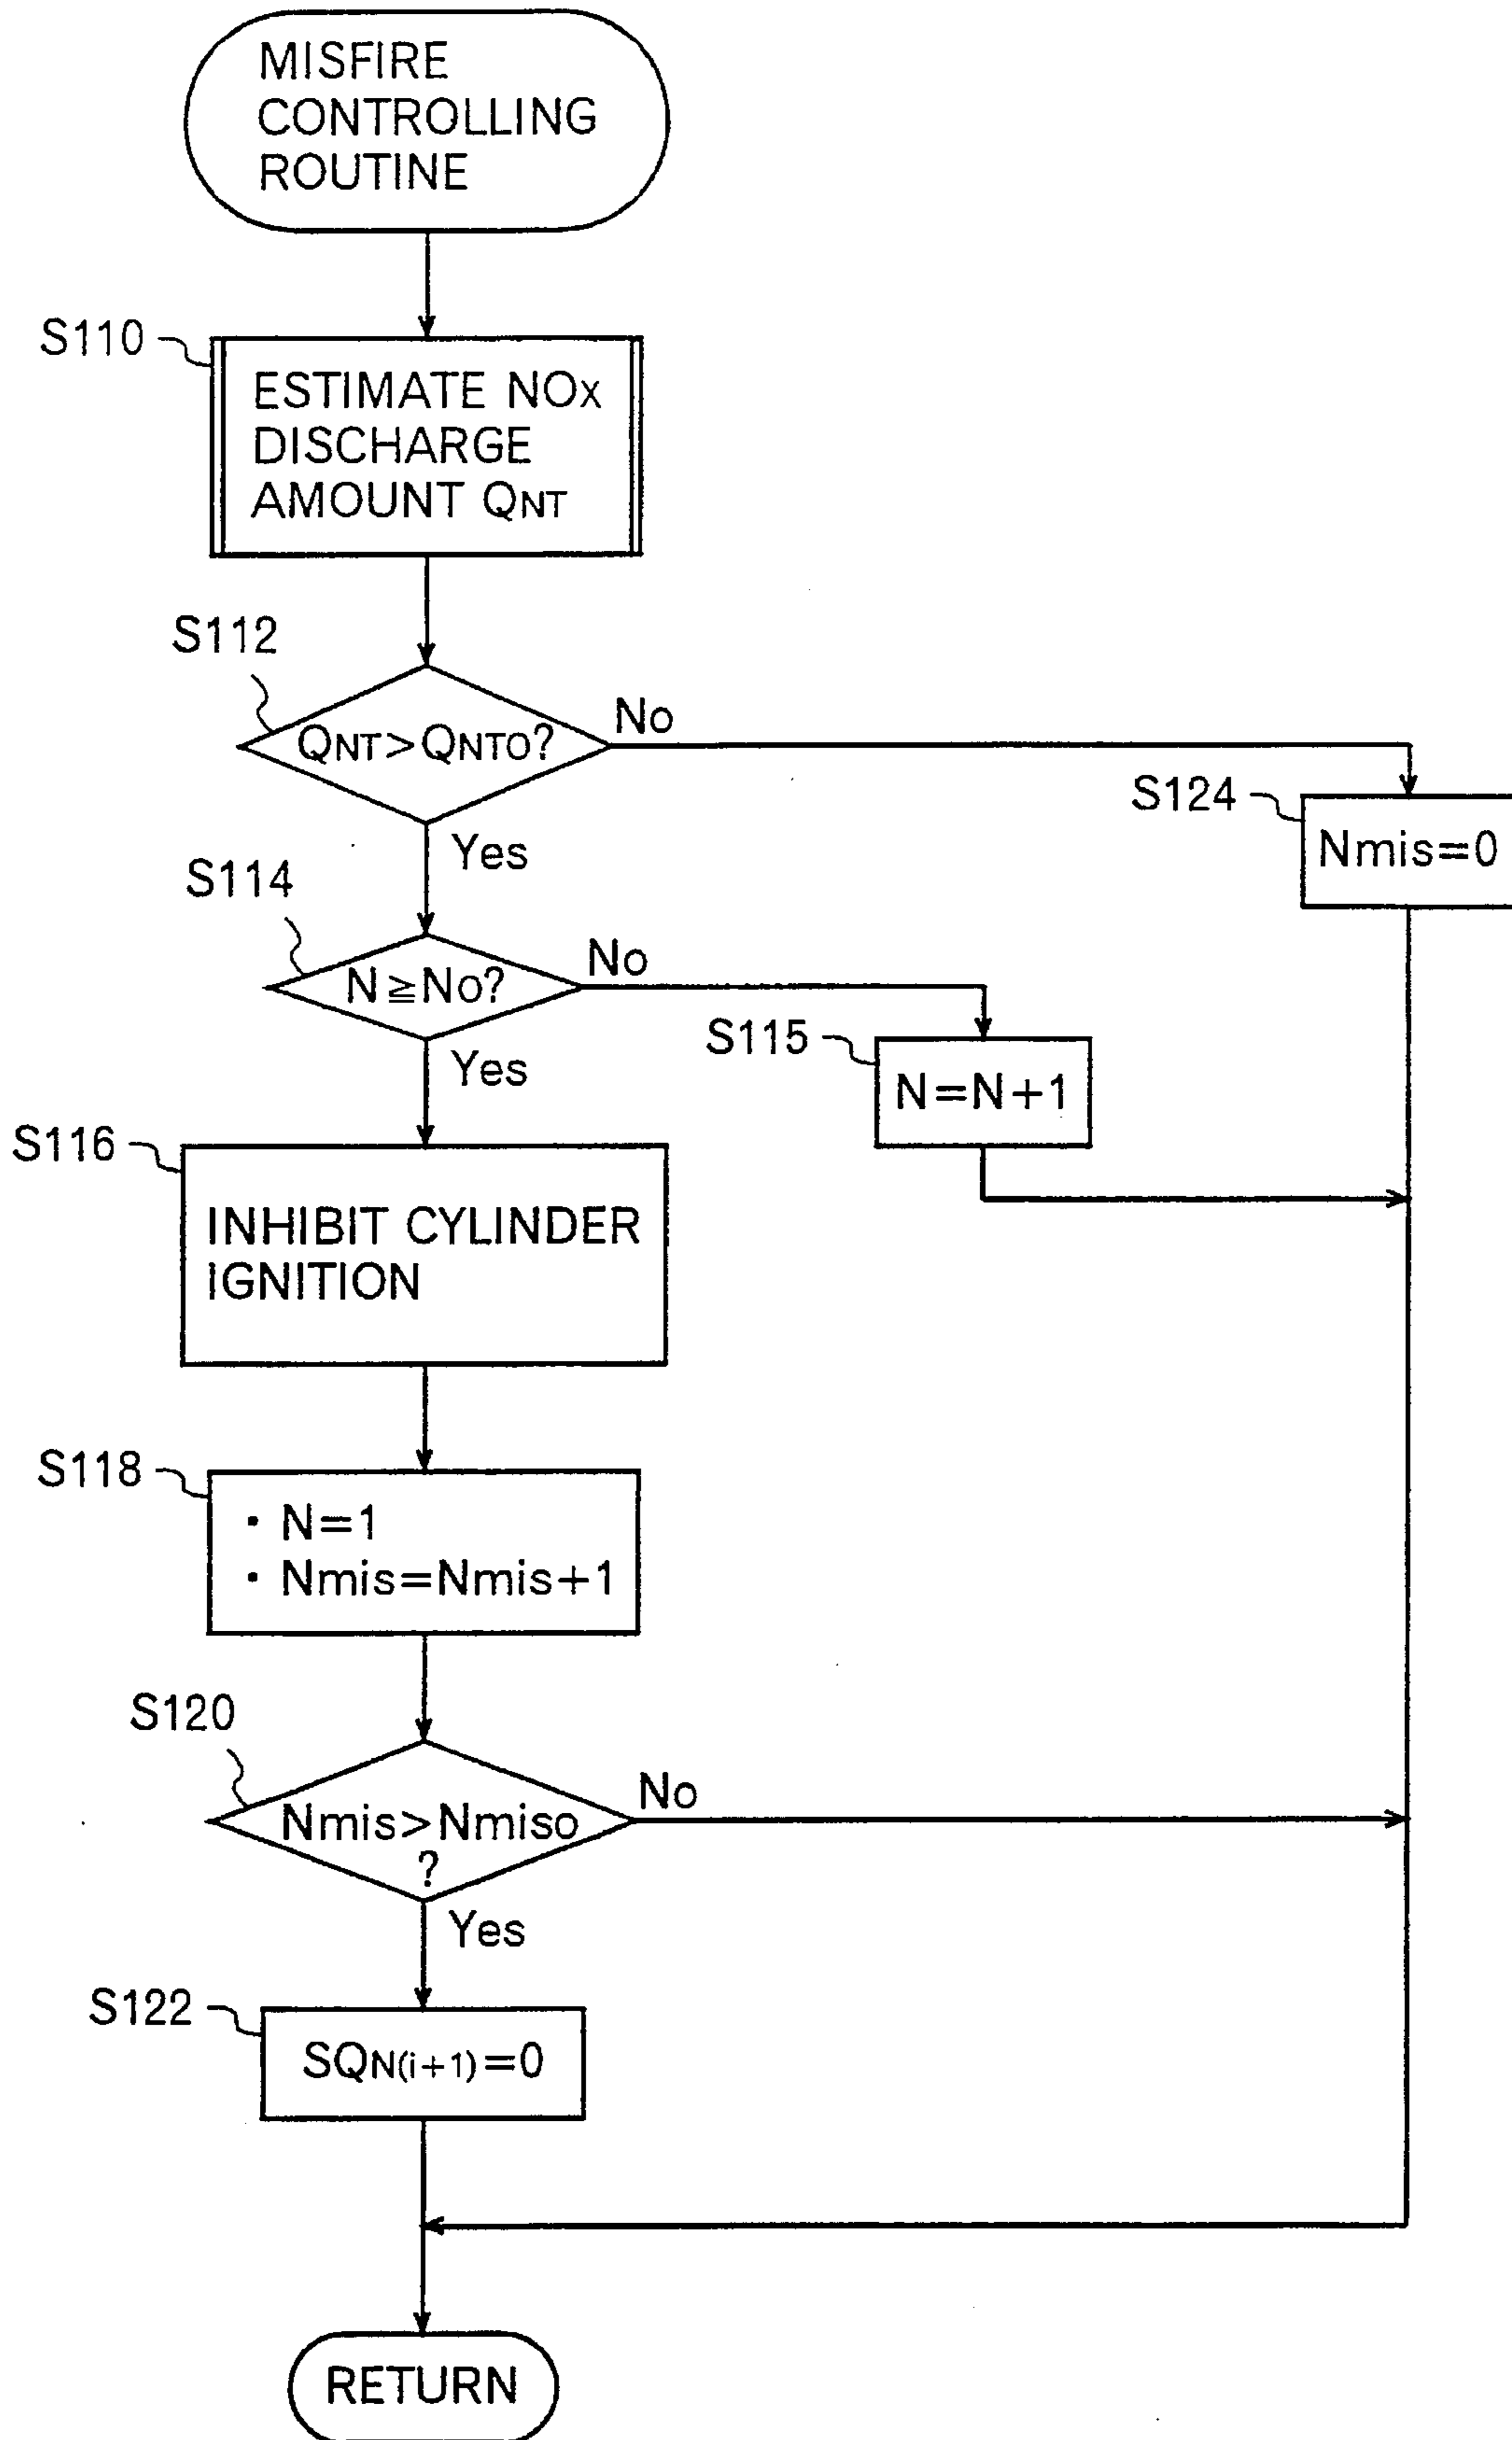 MISFIRE
CONTROLLING
ROUTINE
S110
ESTIMATE NOx
DISCHARGE
AMOUNT QNT
S112
QNT>QNTO?
No
Yes
S124
Nmis=0
S114
N≧No?
No
Yes
S115
N=N+1
S116
INHIBIT CYLINDER
IGNITION
S118
· N=1
· Nmis=Nmis+1
S120
Nmis>Nmiso
?
No
Yes
S122
SQN(i+1)=0
RETURN